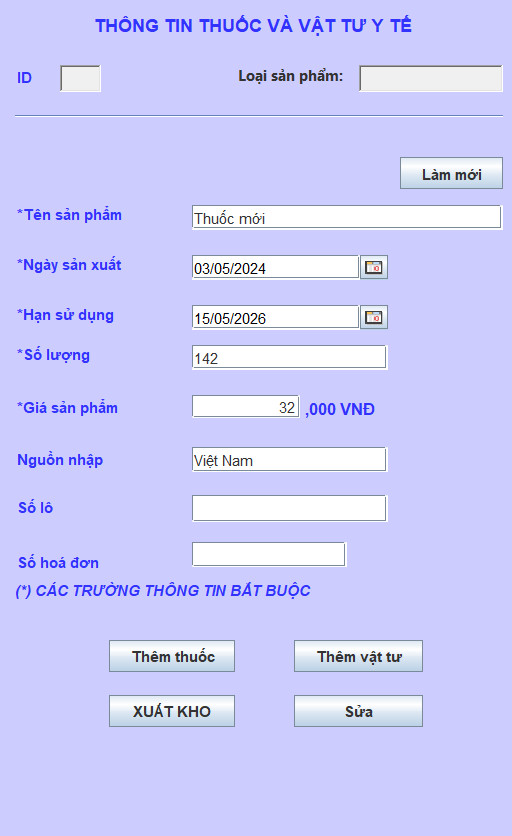 THÔNG TIN THUỐC VÀ VẬT TƯ Y TẾ
ID
Loại sản phẩm:
Làm mới
*Tên sản phẩm Thuốc mới
*Ngày sản xuất 03/05/2024
*Hạn sử dụng 15/05/2026
*Số lượng 142
*Giá sản phẩm 32 ,000 VNĐ
Nguồn nhập Việt Nam
Số lô
Số hoá đơn
(*) CÁC TRƯỜNG THÔNG TIN BẮT BUỘC
Thêm thuốc Thêm vật tư
XUẤT KHO Sửa